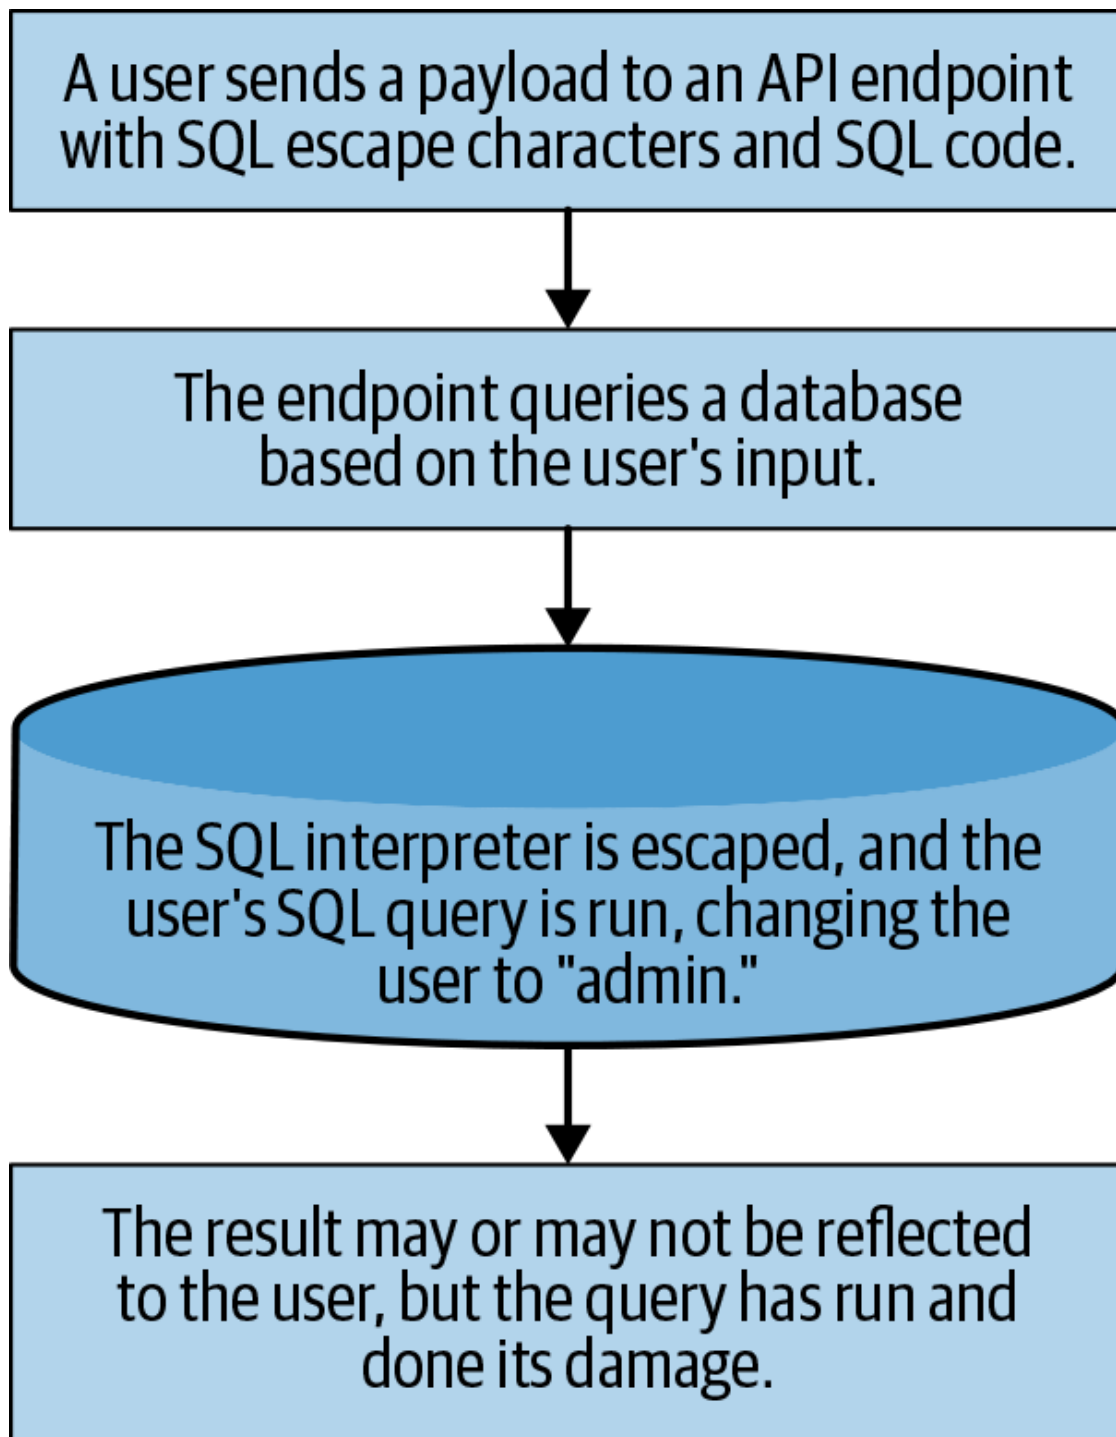 A user sends a payload to an API endpoint
with SQL escape characters and SQL code.
The endpoint queries a database
based on the user's input.
The SQL interpreter is escaped, and the
user's SQL query is run, changing the
user to "admin."
The result may or may not be reflected
to the user, but the query has run and
done its damage.